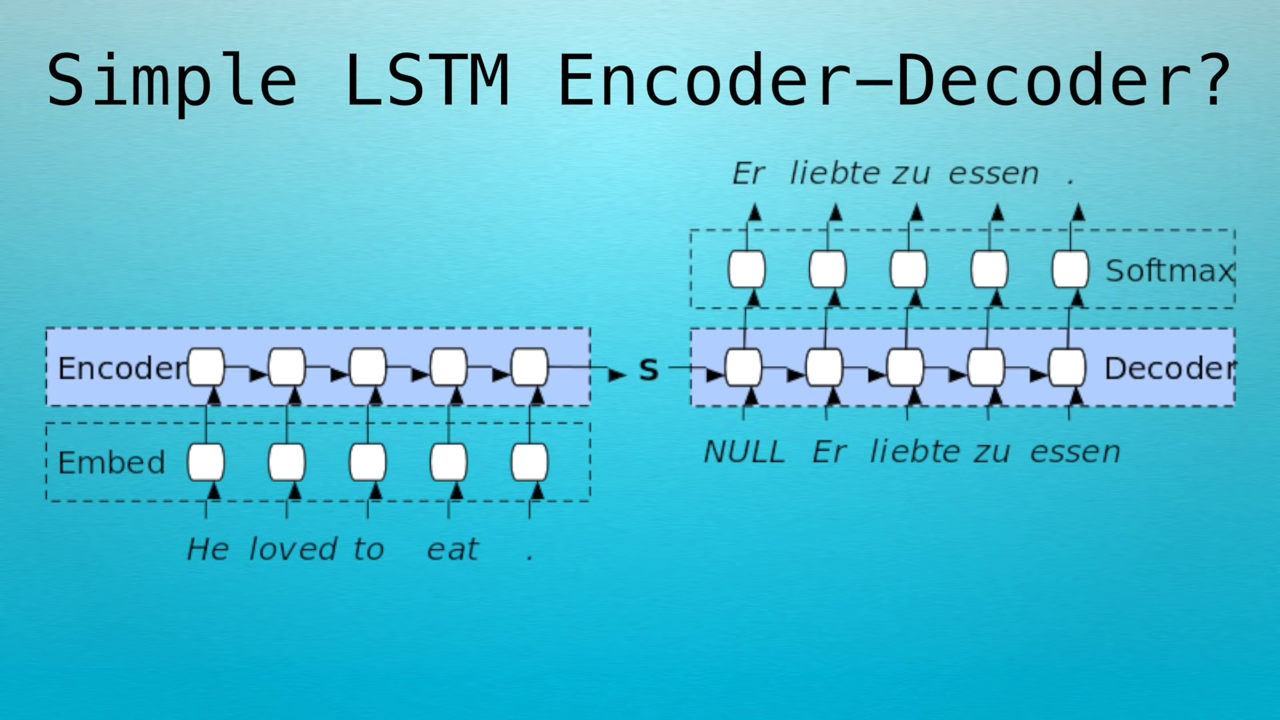 Simple LSTM Encoder–Decoder?
Er liebte zu essen .
Softmax
Encoder
S
Decoder
Embed
NULL Er liebte zu essen
He loved to eat .